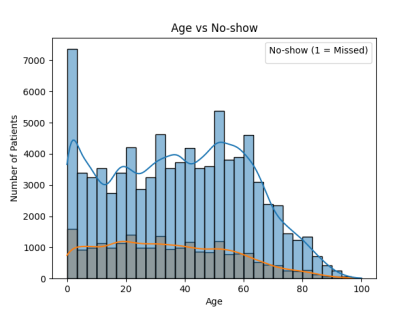 Age vs No-show
No-show (1 = Missed)
Number of Patients
7000
6000
5000
4000
3000
2000
1000
0
0 20 40 60 80 100
Age